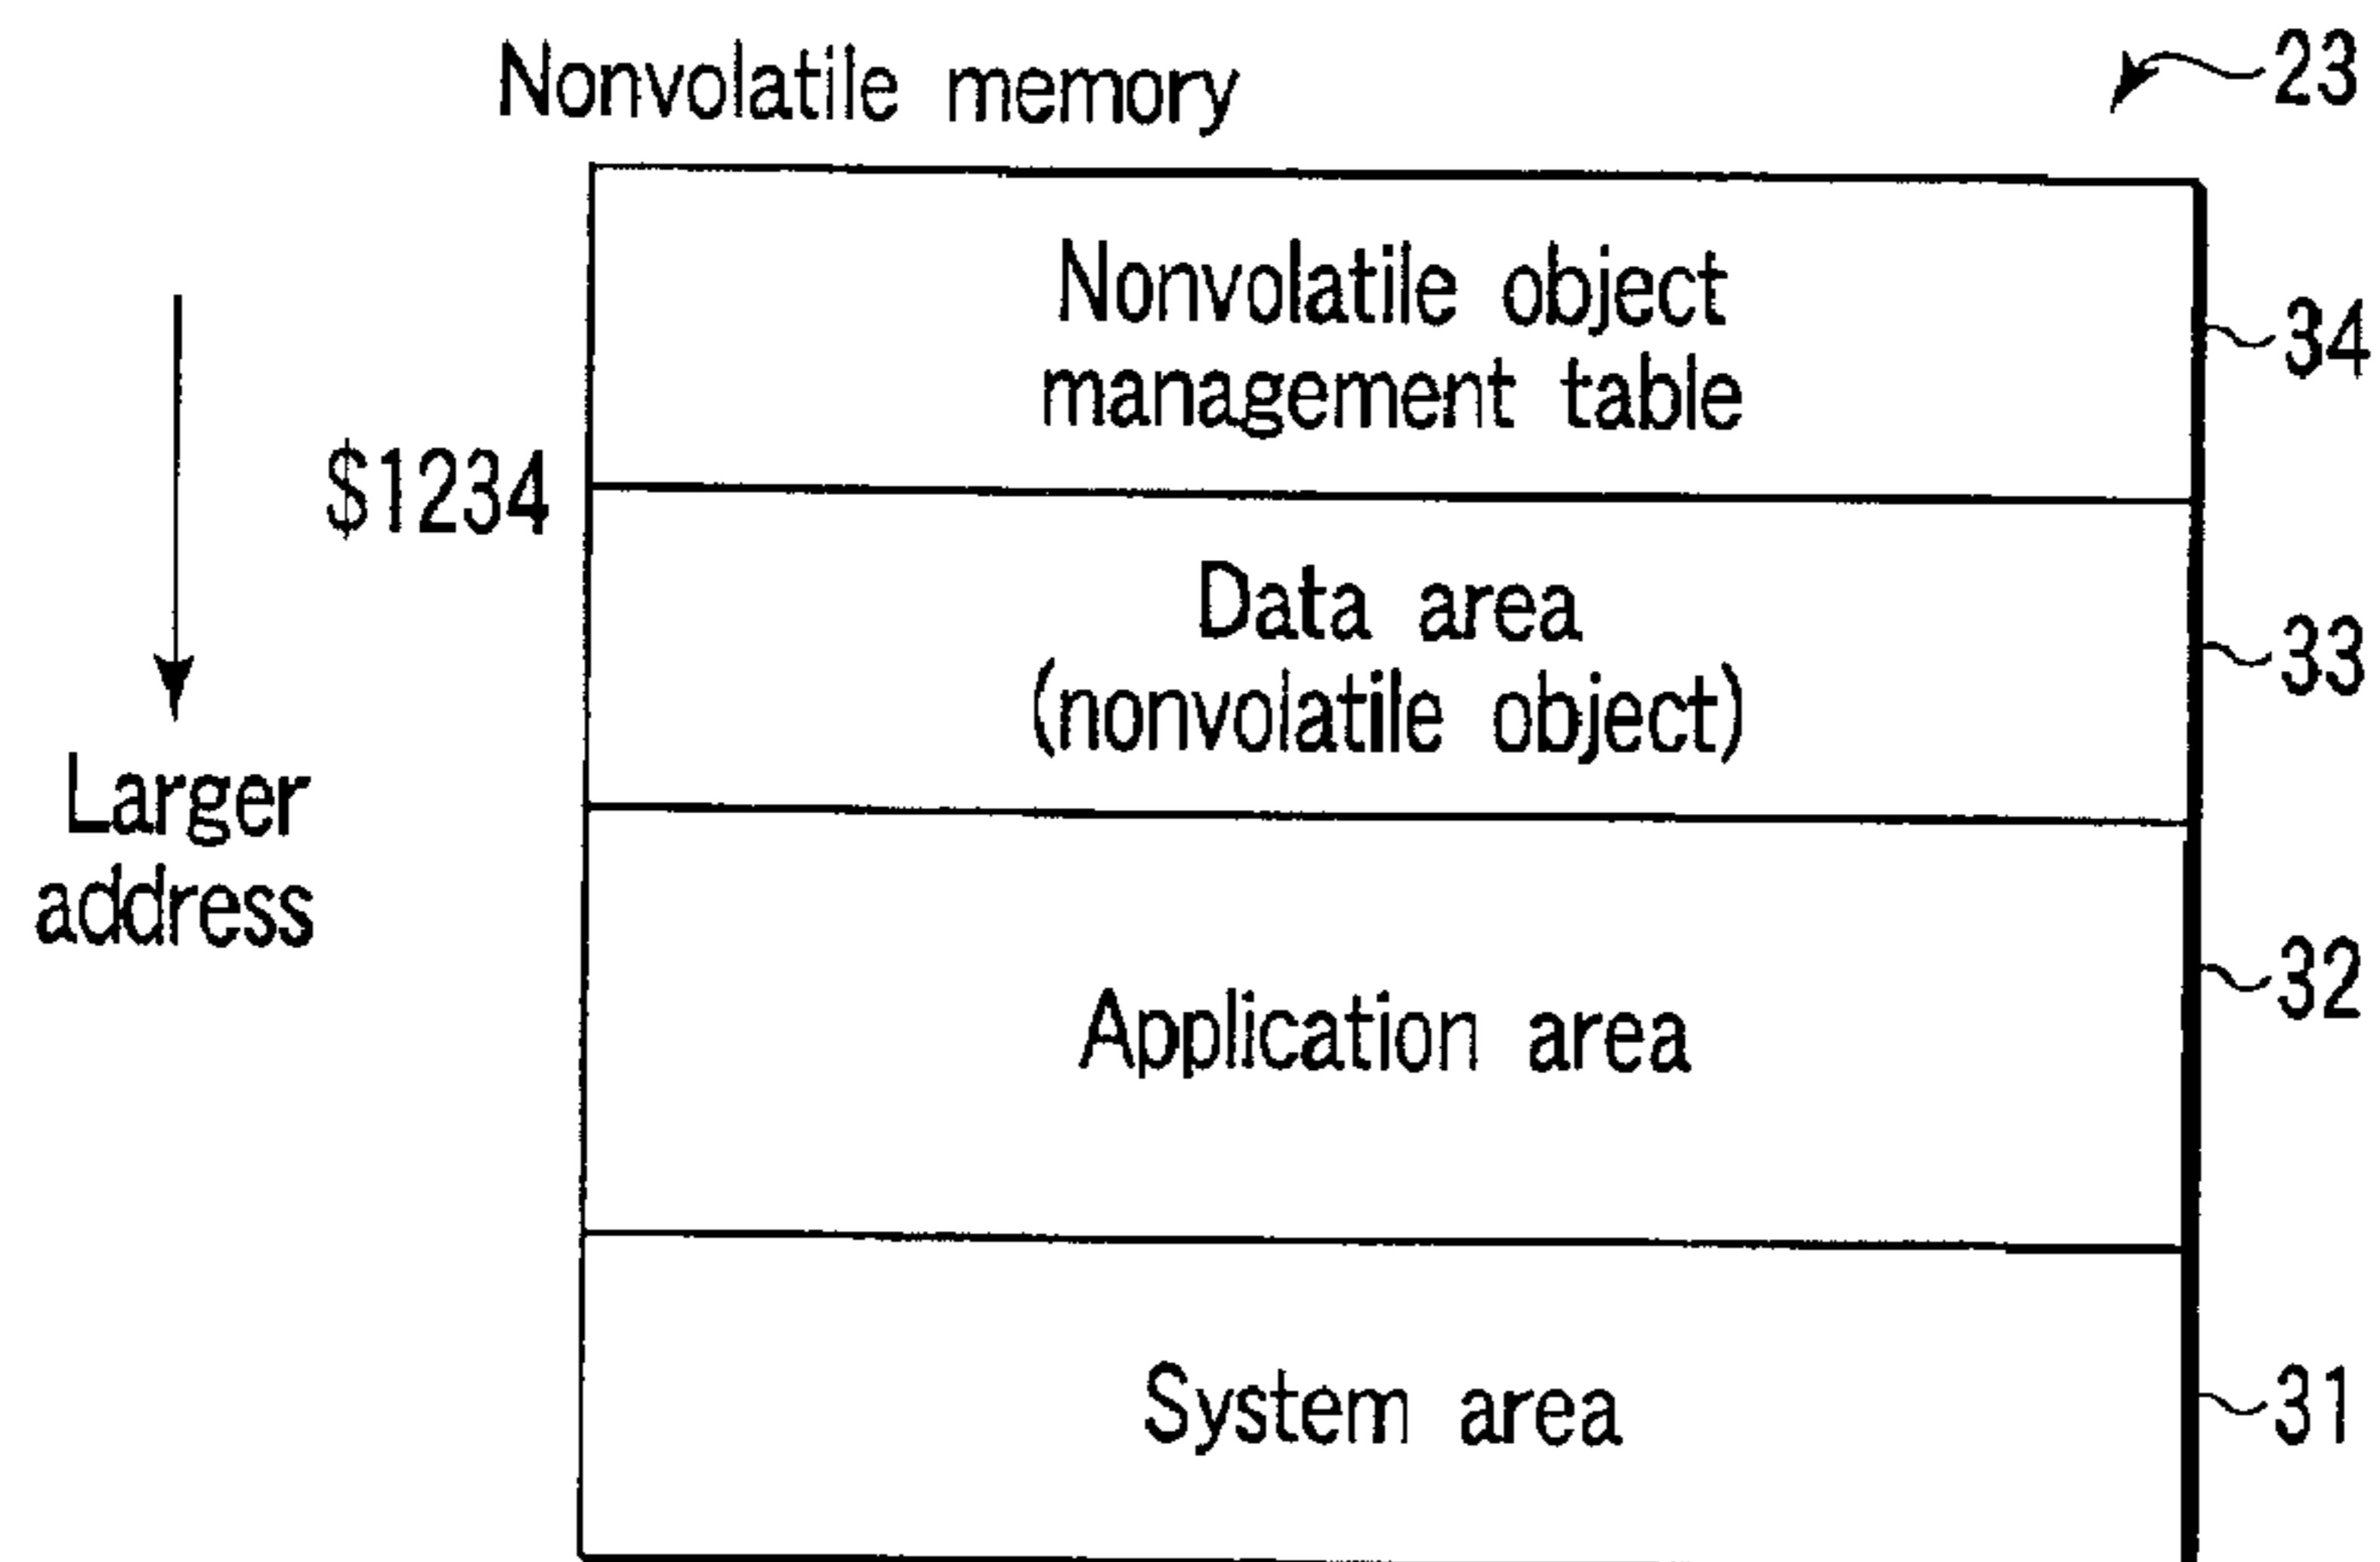 Nonvolatile memory
23
Nonvolatile object
management table
34
$1234
Data area
(nonvolatile object)
33
Larger
address
Application area
32
System area
31